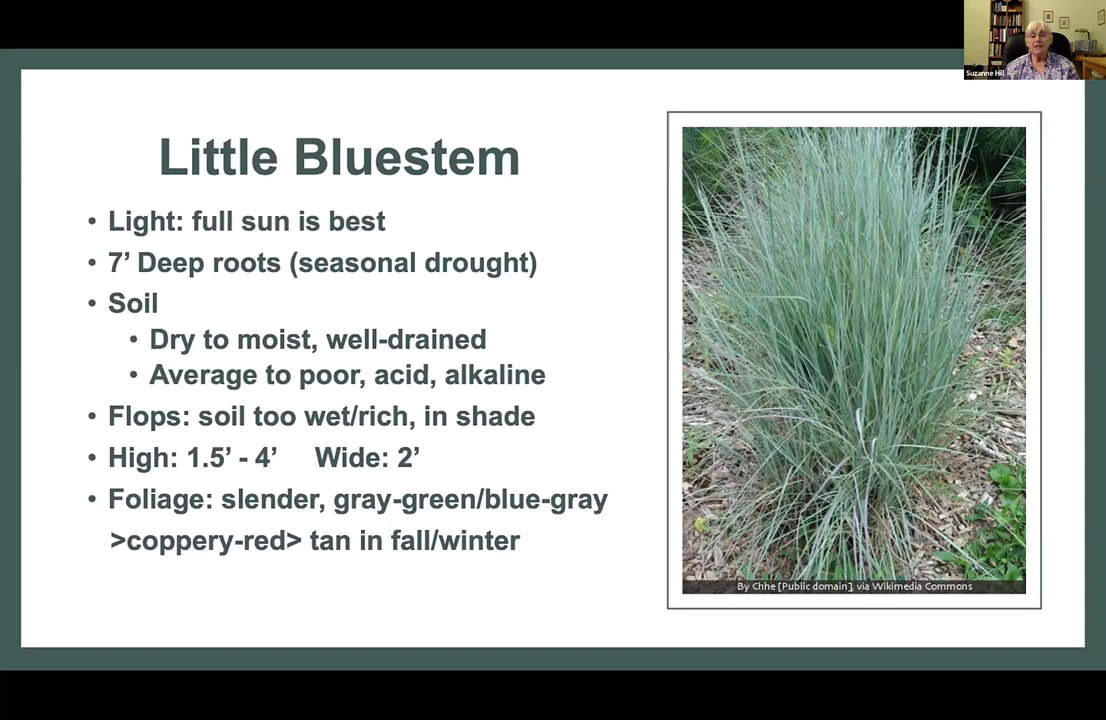 Suzanne Hill
Little Bluestem
• Light: full sun is best
• 7’ Deep roots (seasonal drought)
• Soil
• Dry to moist, well-drained
• Average to poor, acid, alkaline
• Flops: soil too wet/rich, in shade
• High: 1.5’ - 4’ Wide: 2’
• Foliage: slender, gray-green/blue-gray
>coppery-red> tan in fall/winter
By Chhe [Public domain], via Wikimedia Commons